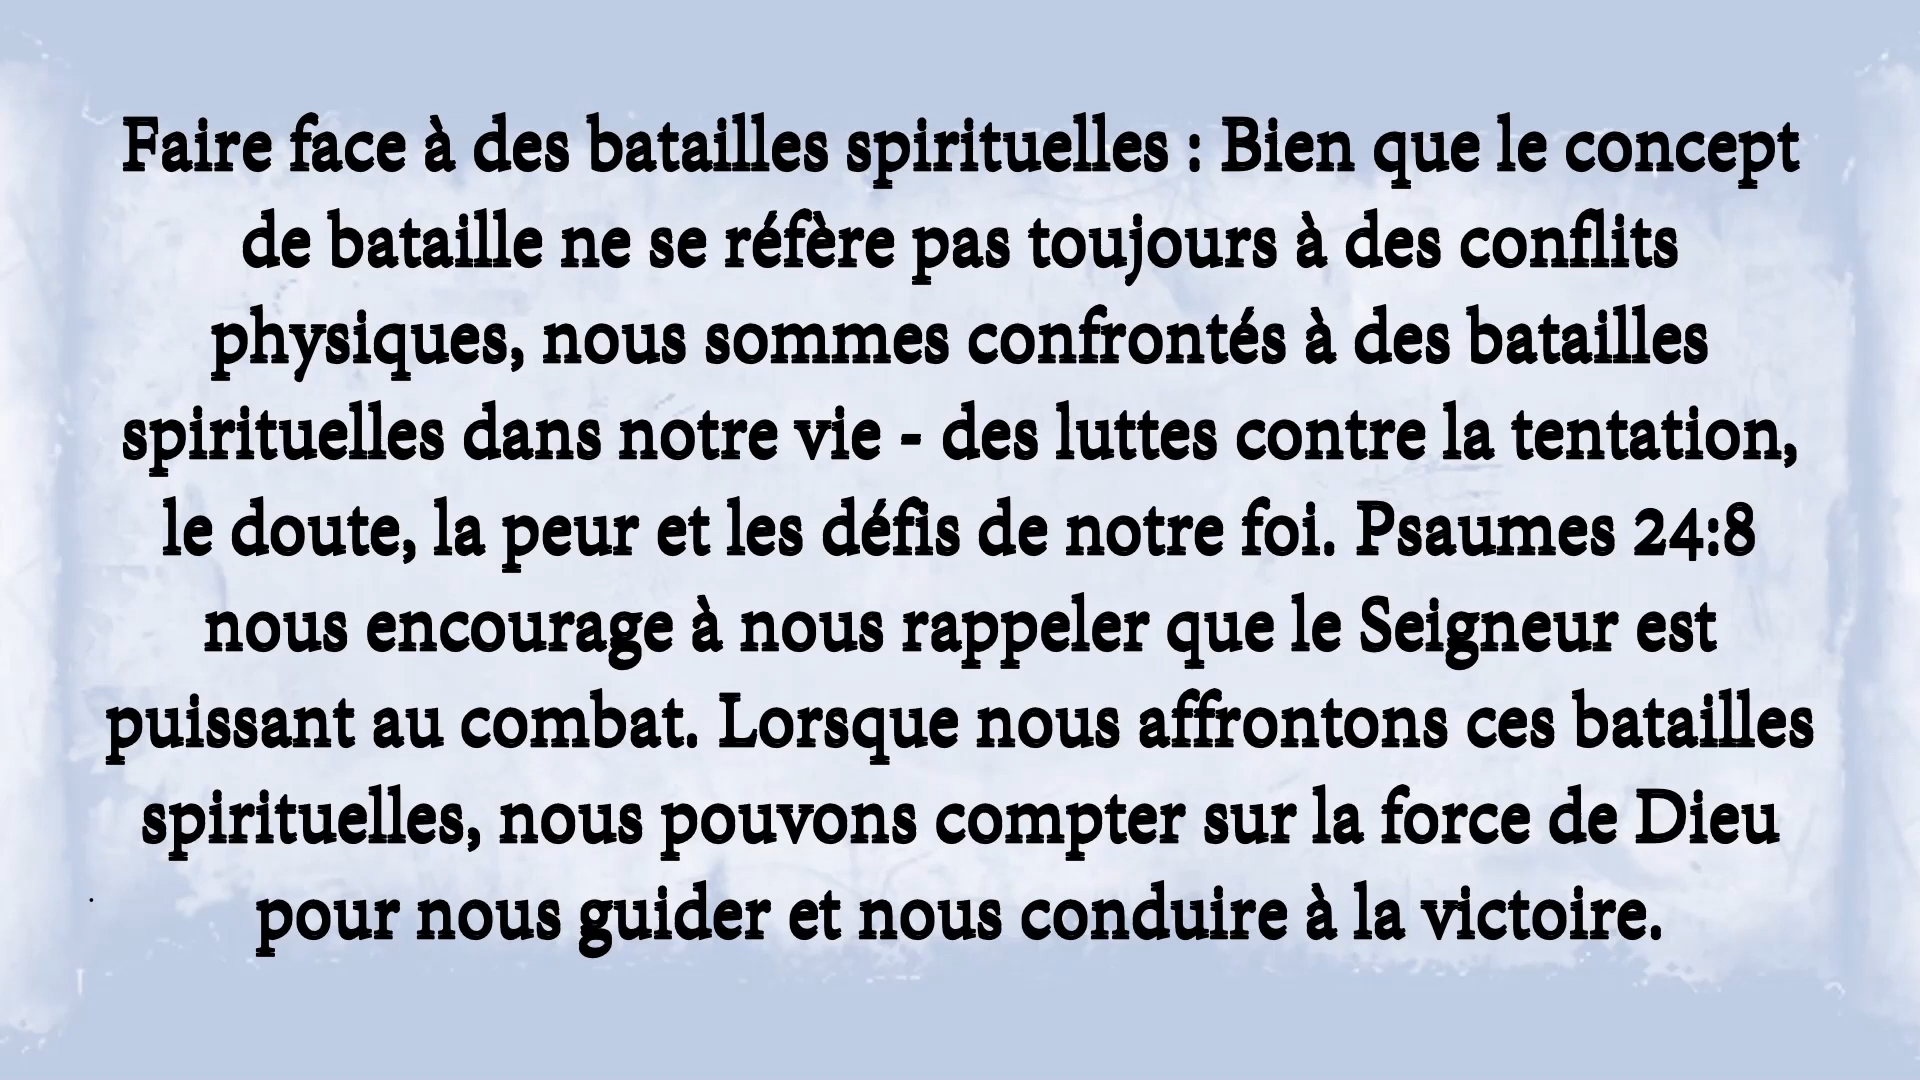 Faire face à des batailles spirituelles : Bien que le concept
de bataille ne se réfère pas toujours à des conflits
physiques, nous sommes confrontés à des batailles
spirituelles dans notre vie - des luttes contre la tentation,
le doute, la peur et les défis de notre foi. Psaumes 24:8
nous encourage à nous rappeler que le Seigneur est
puissant au combat. Lorsque nous affrontons ces batailles
spirituelles, nous pouvons compter sur la force de Dieu
pour nous guider et nous conduire à la victoire.